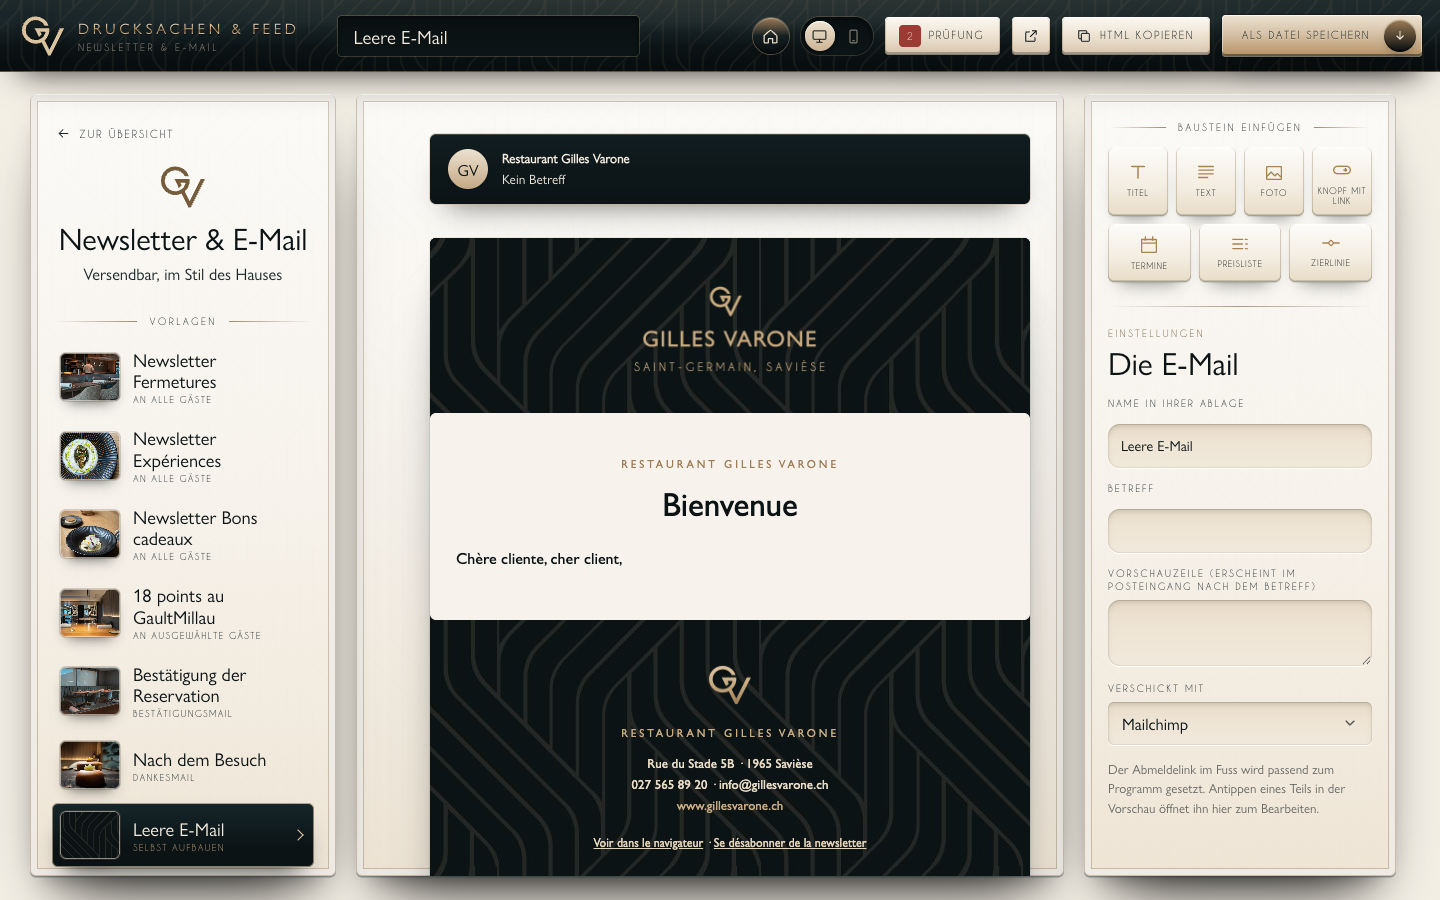 GV DRUCKSACHEN & FEED
NEWSLETTER & E-MAIL
Leere E-Mail
2 PRÜFUNG
HTML KOPIEREN
ALS DATEI SPEICHERN
ZUR ÜBERSICHT
GV
Newsletter & E-Mail
Versendbar, im Stil des Hauses
VORLAGEN
Newsletter
Fermetures
AN ALLE GÄSTE
Newsletter
Expériences
AN ALLE GÄSTE
Newsletter Bons
cadeaux
AN ALLE GÄSTE
18 points au
GaultMillau
AN AUSGEWÄHLTE GÄSTE
Bestätigung der
Reservation
BESTÄTIGUNGSMAIL
Nach dem Besuch
DANKESMAIL
Leere E-Mail
SELBST AUFBAUEN
GV
Restaurant Gilles Varone
Kein Betreff
GV
GILLES VARONE
SAINT-GERMAIN, SAVIÈSE
RESTAURANT GILLES VARONE
Bienvenue
Chère cliente, cher client,
GV
RESTAURANT GILLES VARONE
Rue du Stade 5B · 1965 Savièse
027 565 89 20 · info@gillesvarone.ch
www.gillesvarone.ch
Voir dans le navigateur · Se désabonner de la newsletter
BAUSTEIN EINFÜGEN
TITEL
TEXT
FOTO
KNOPF MIT
LINK
TERMINE
PREISLISTE
ZIERLINIE
EINSTELLUNGEN
Die E-Mail
NAME IN IHRER ABLAGE
Leere E-Mail
BETREFF
VORSCHAUZEILE (ERSCHEINT IM
POSTEINGANG NACH DEM BETREFF)
VERSCHICKT MIT
Mailchimp
Der Abmeldelink im Fuss wird passend zum
Programm gesetzt. Antippen eines Teils in der
Vorschau öffnet ihn hier zum Bearbeiten.